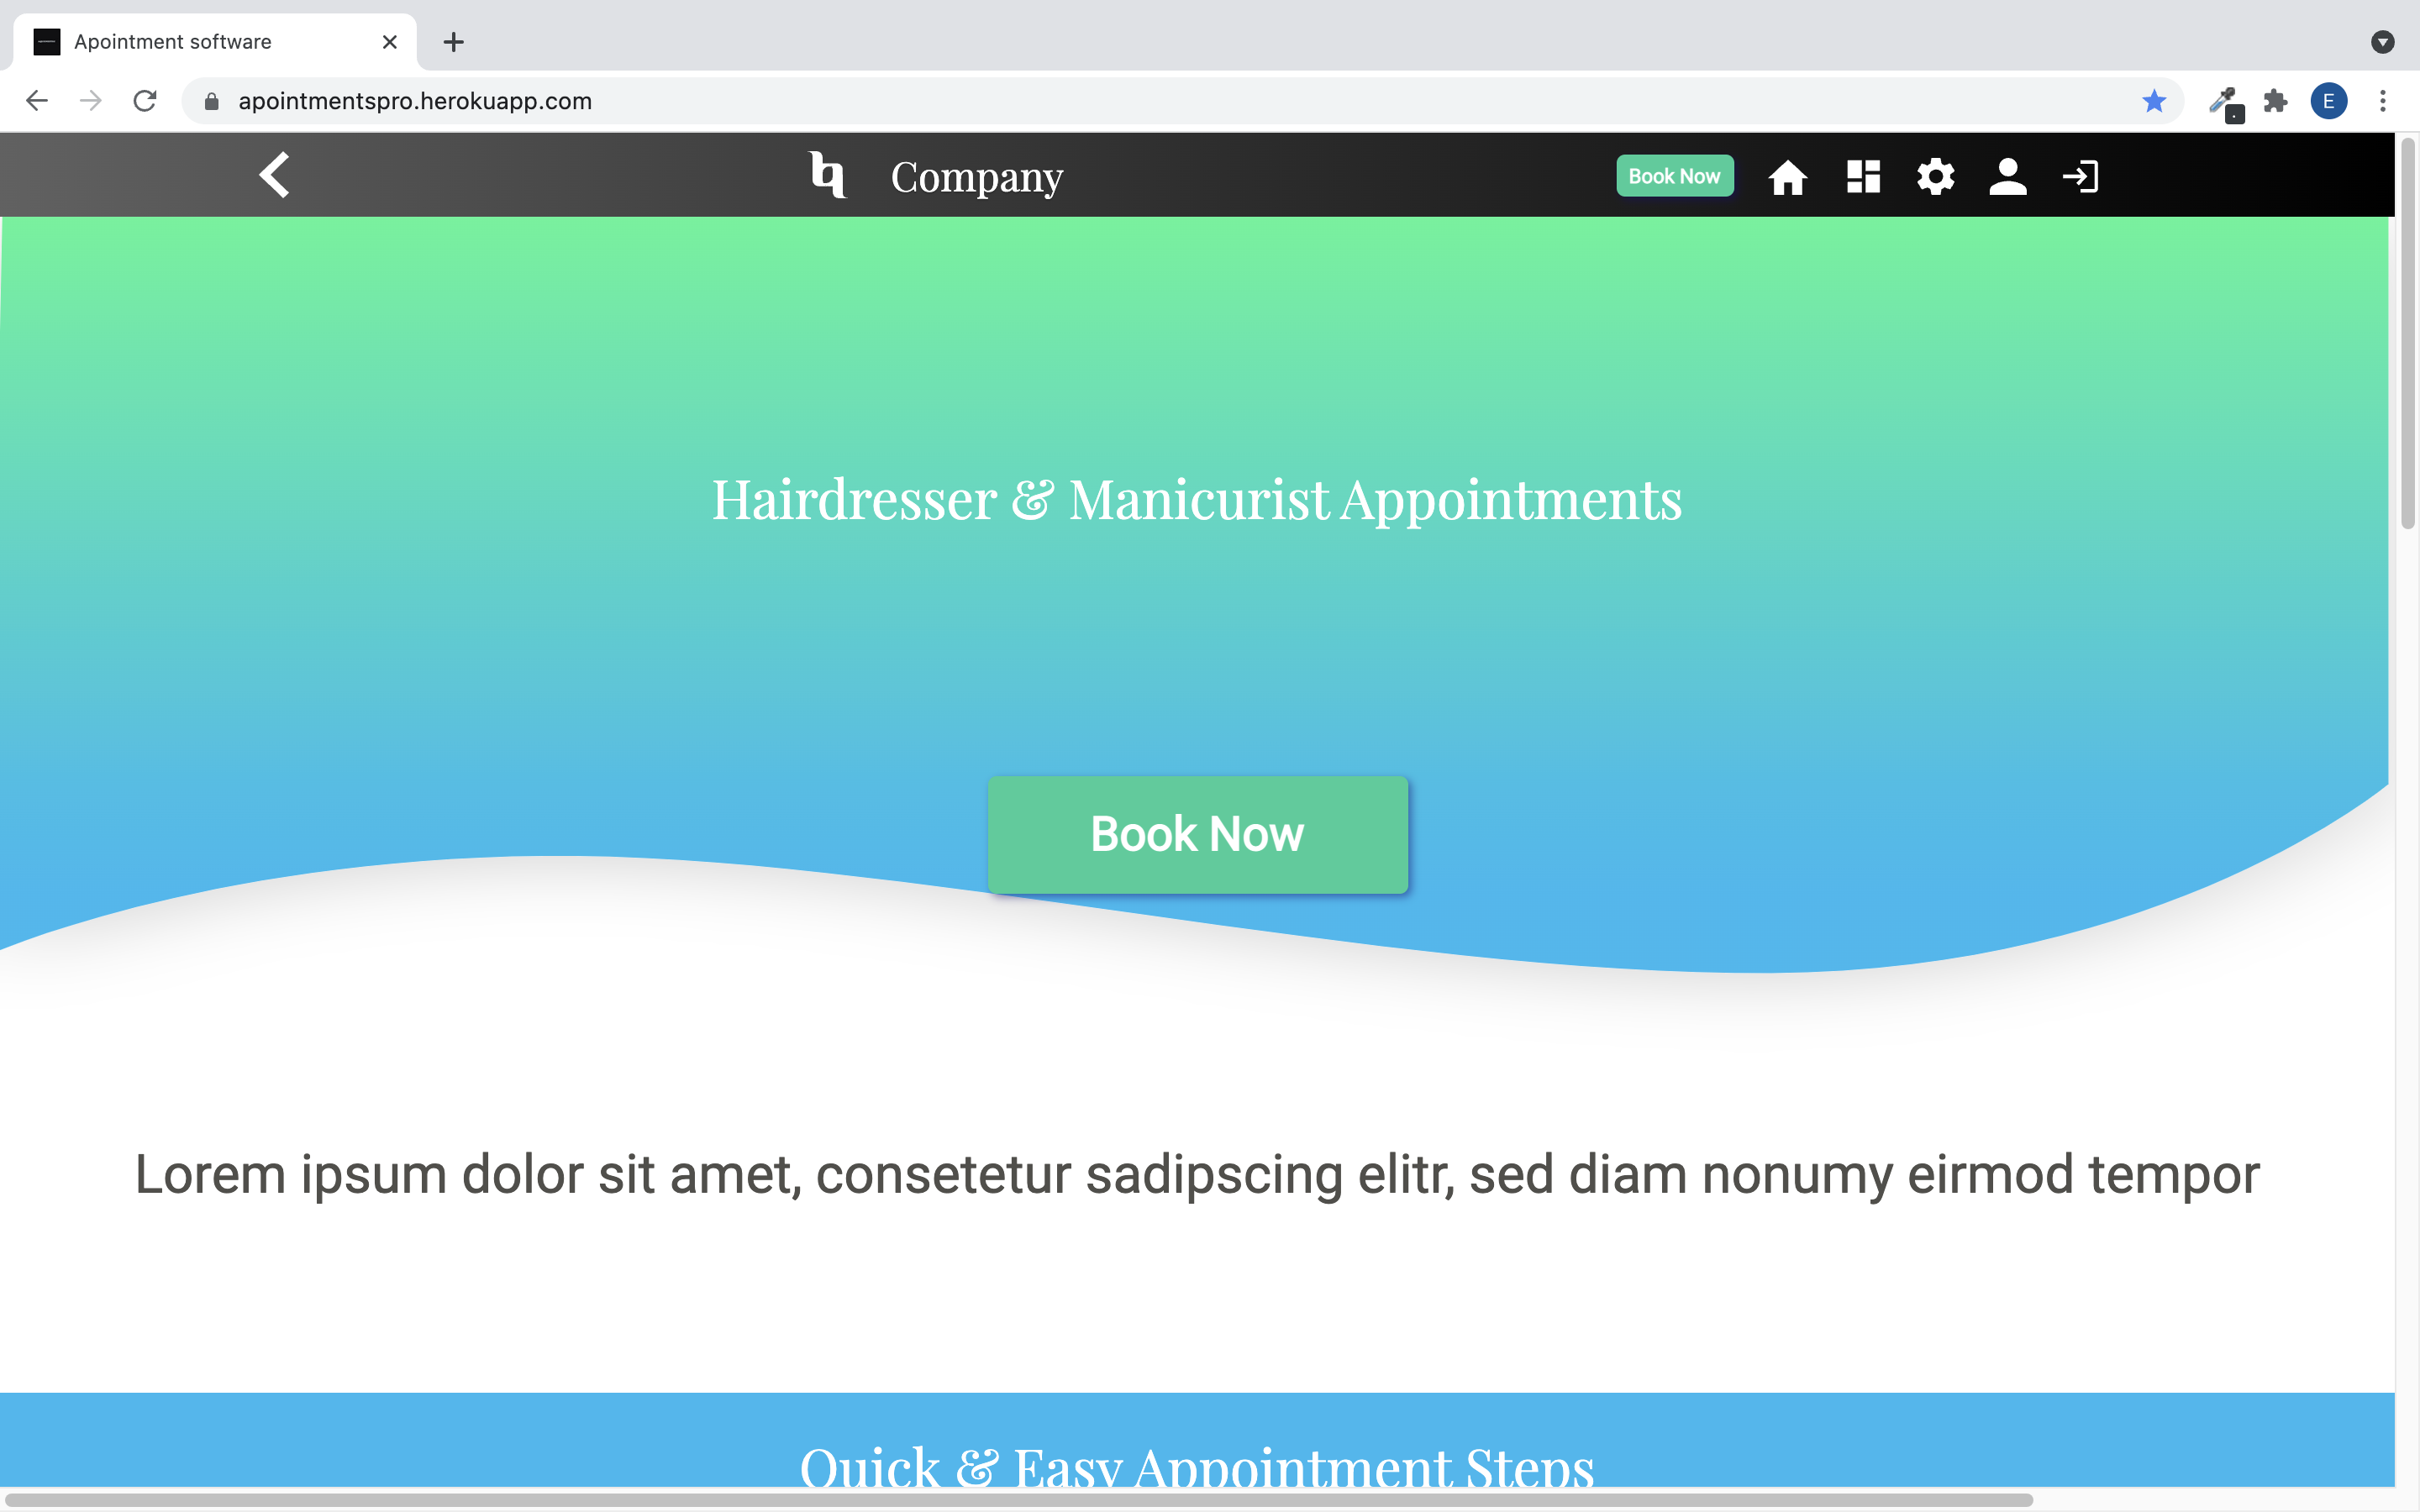 Apointment software
apointmentspro.herokuapp.com
E
Company
Book Now
Hairdresser & Manicurist Appointments
Book Now
Lorem ipsum dolor sit amet, consetetur sadipscing elitr, sed diam nonumy eirmod tempor
Quick & Easy Appointment Steps